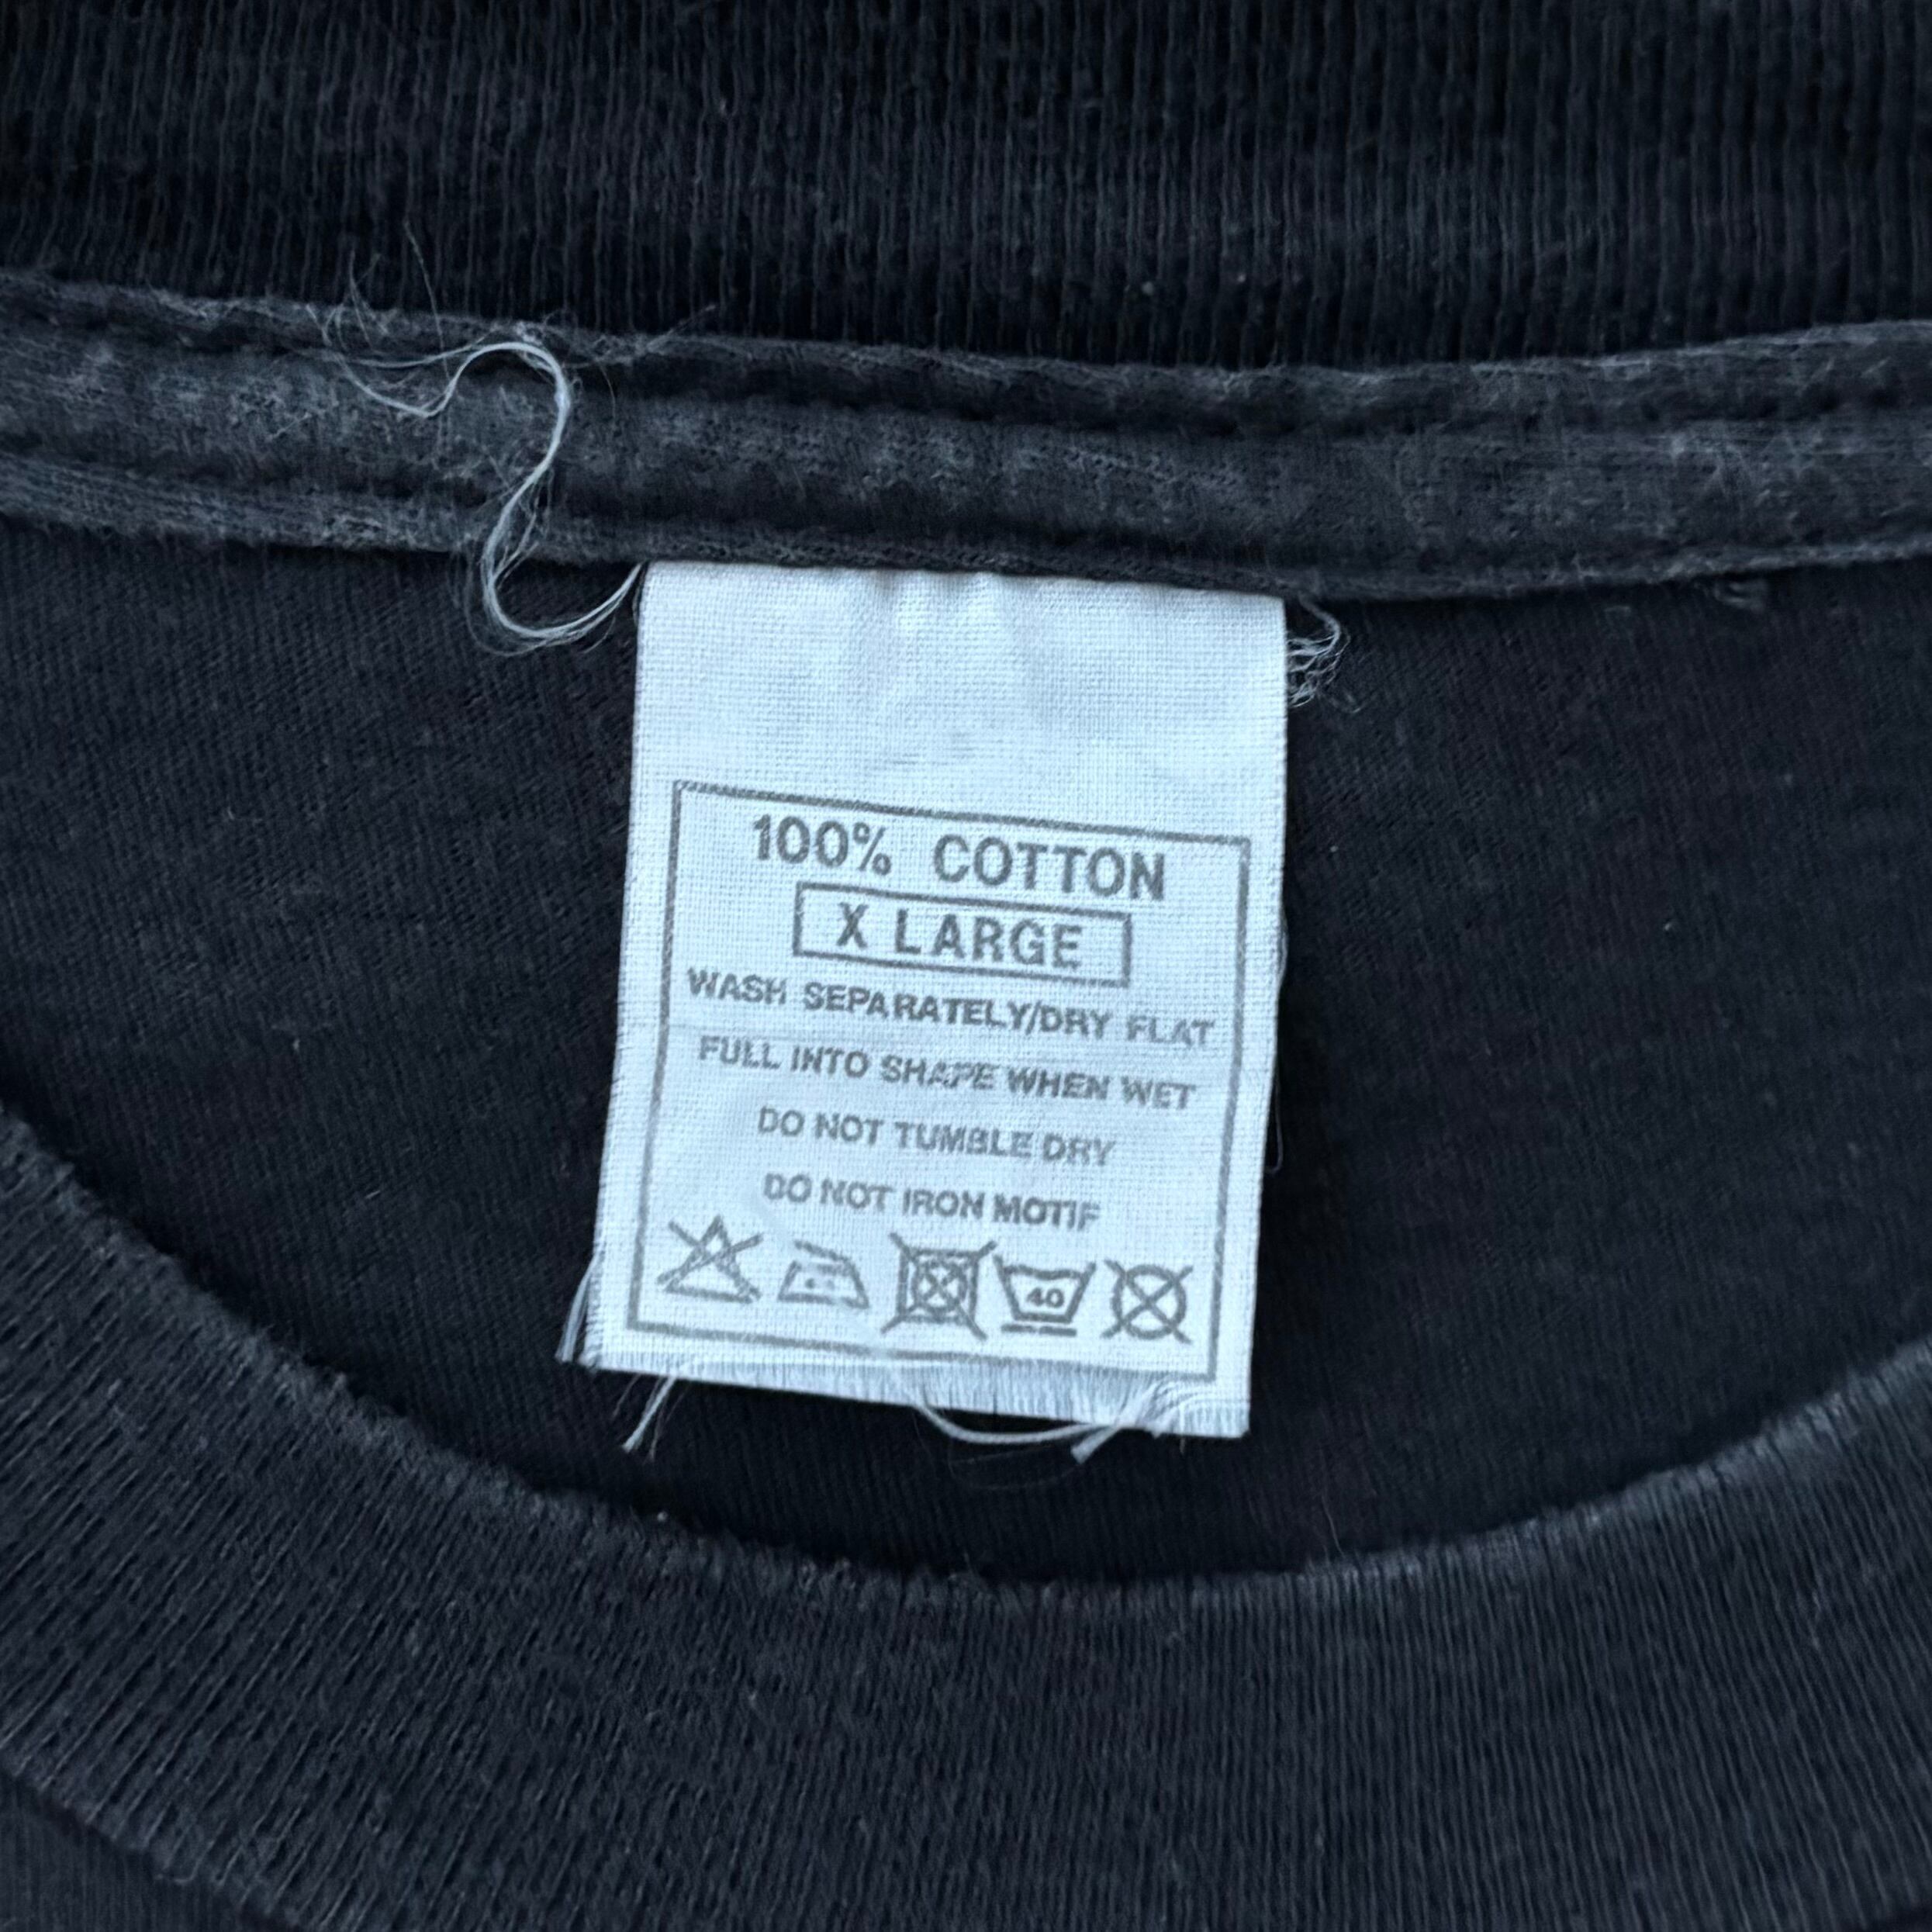 100% COTTON
X LARGE
WASH SEPARATELY/DRY FLAT
FULL INTO SHAPE WHEN WET
DO NOT TUMBLE DRY
DO NOT IRON MOTIF
40